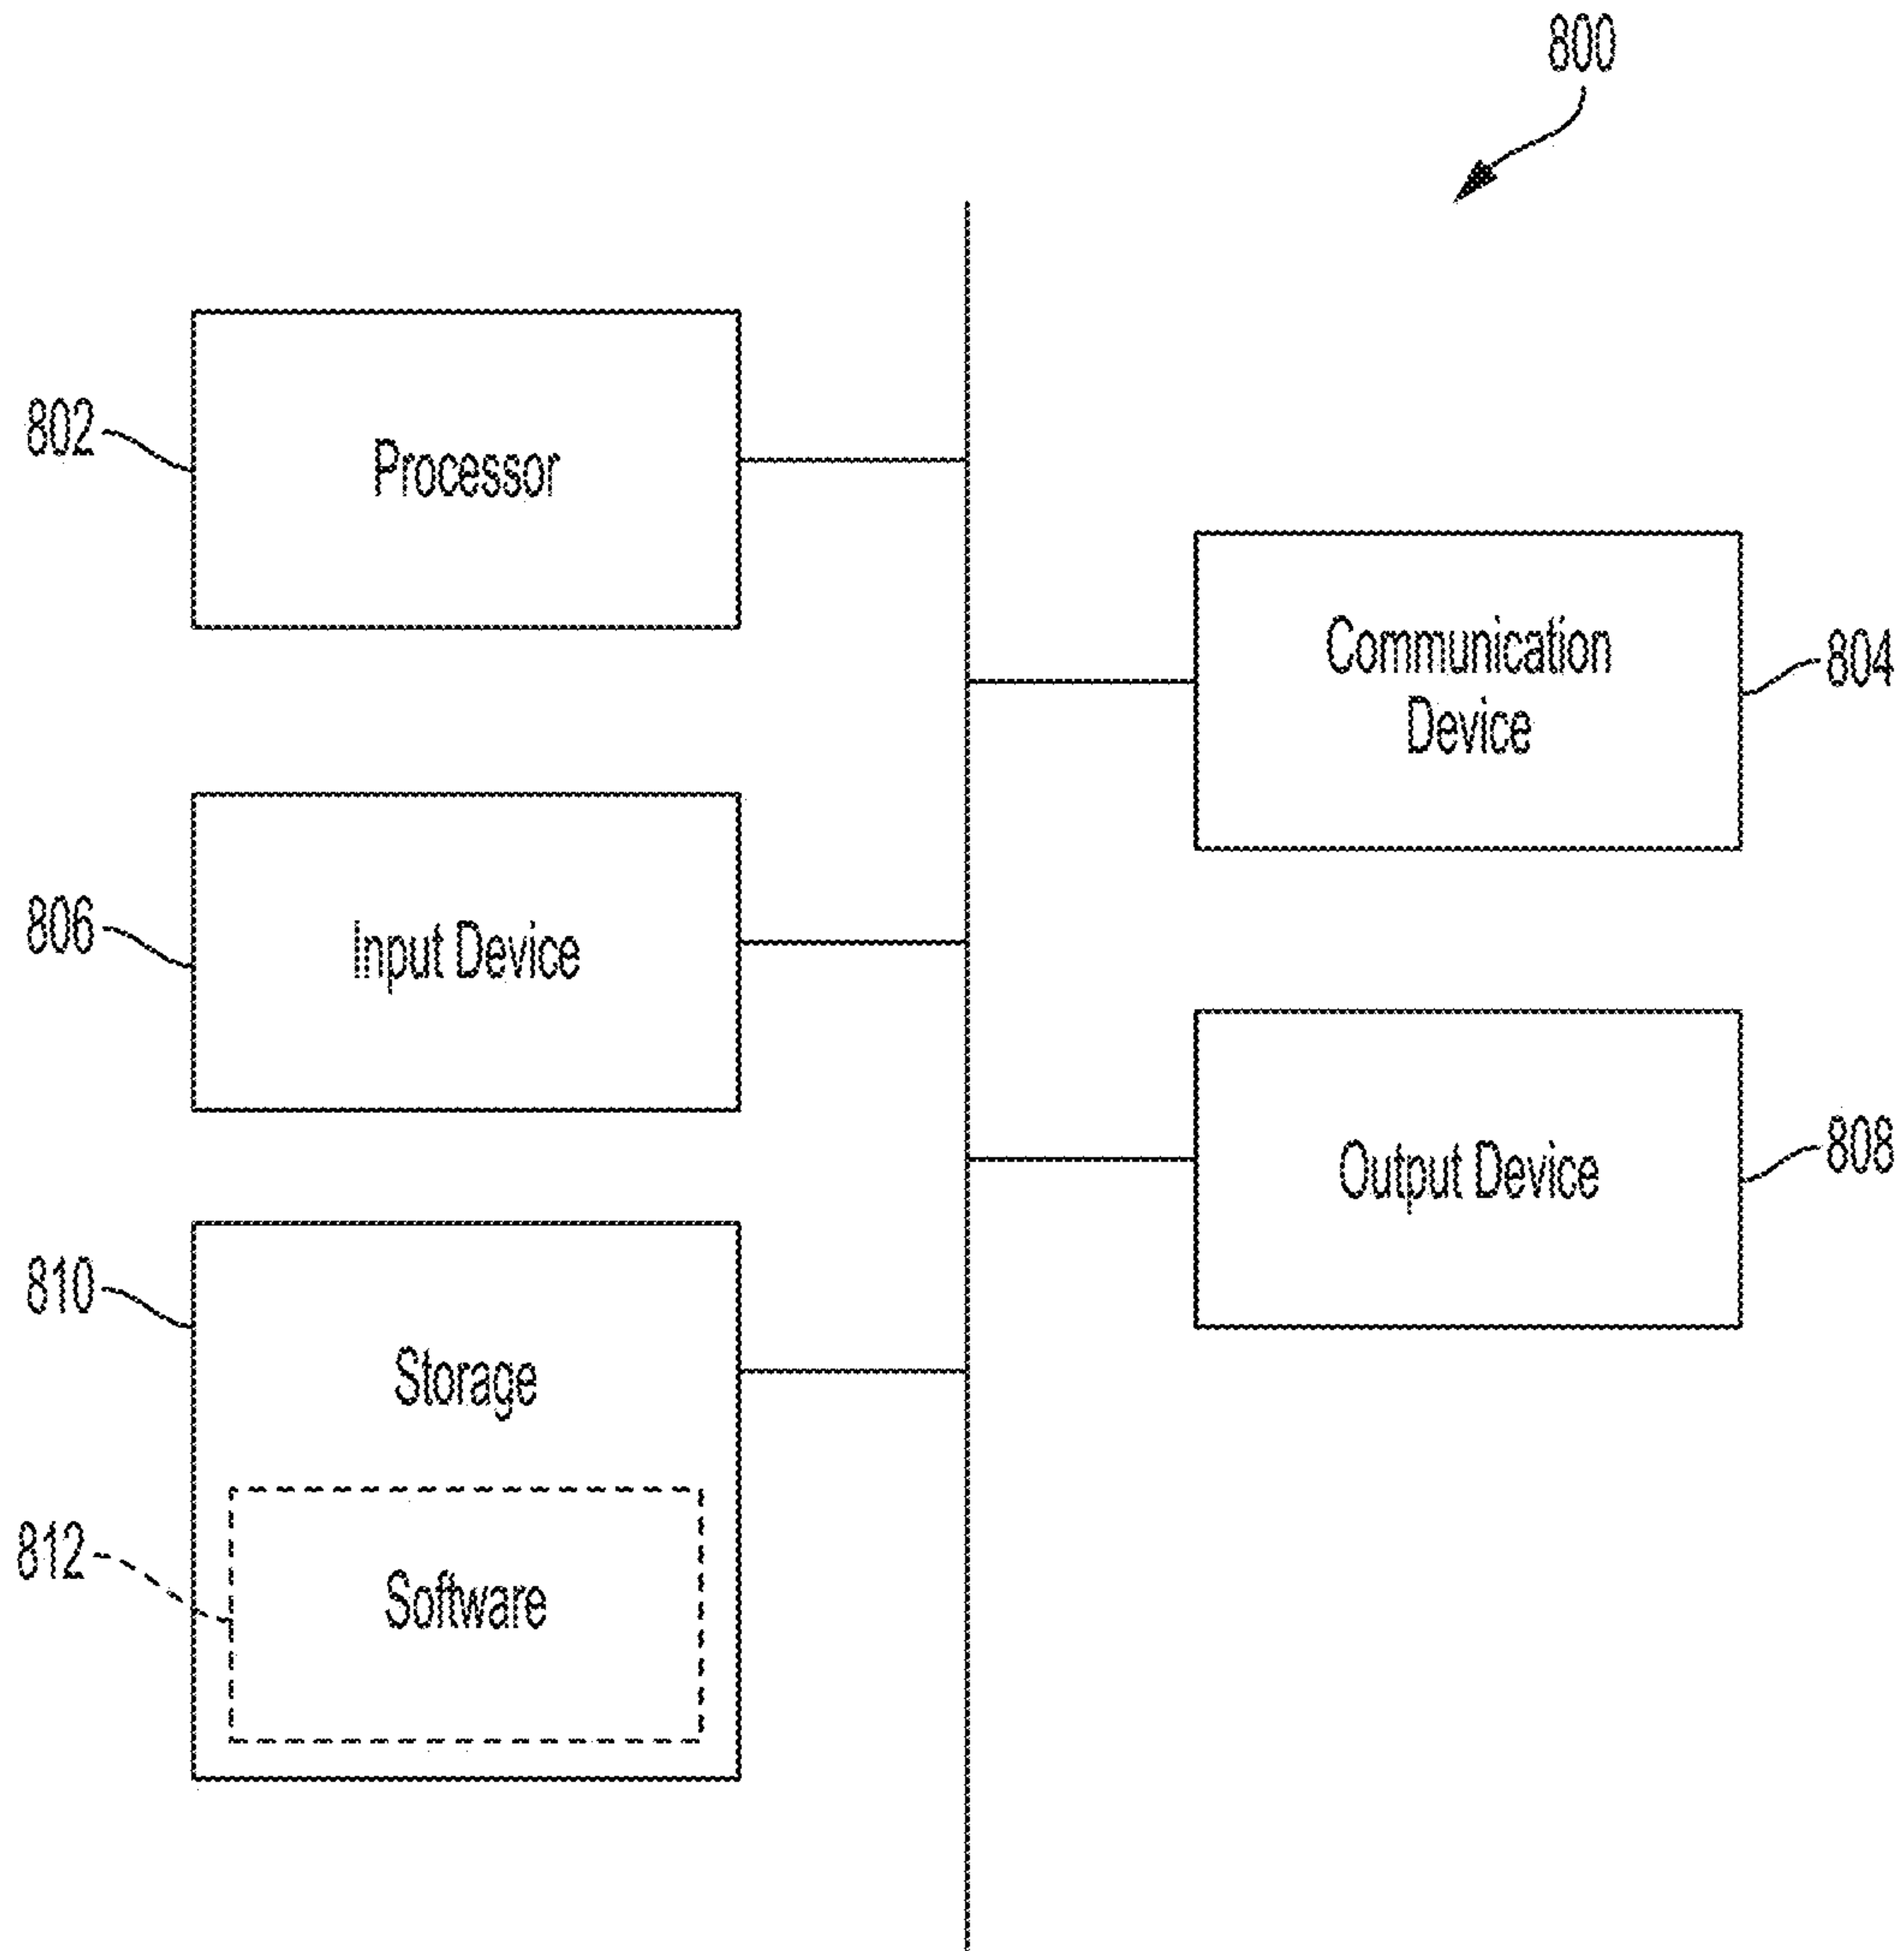 800
802
Processor
Communication
Device
804
806
Input Device
Output Device
808
810
Storage
812
Software